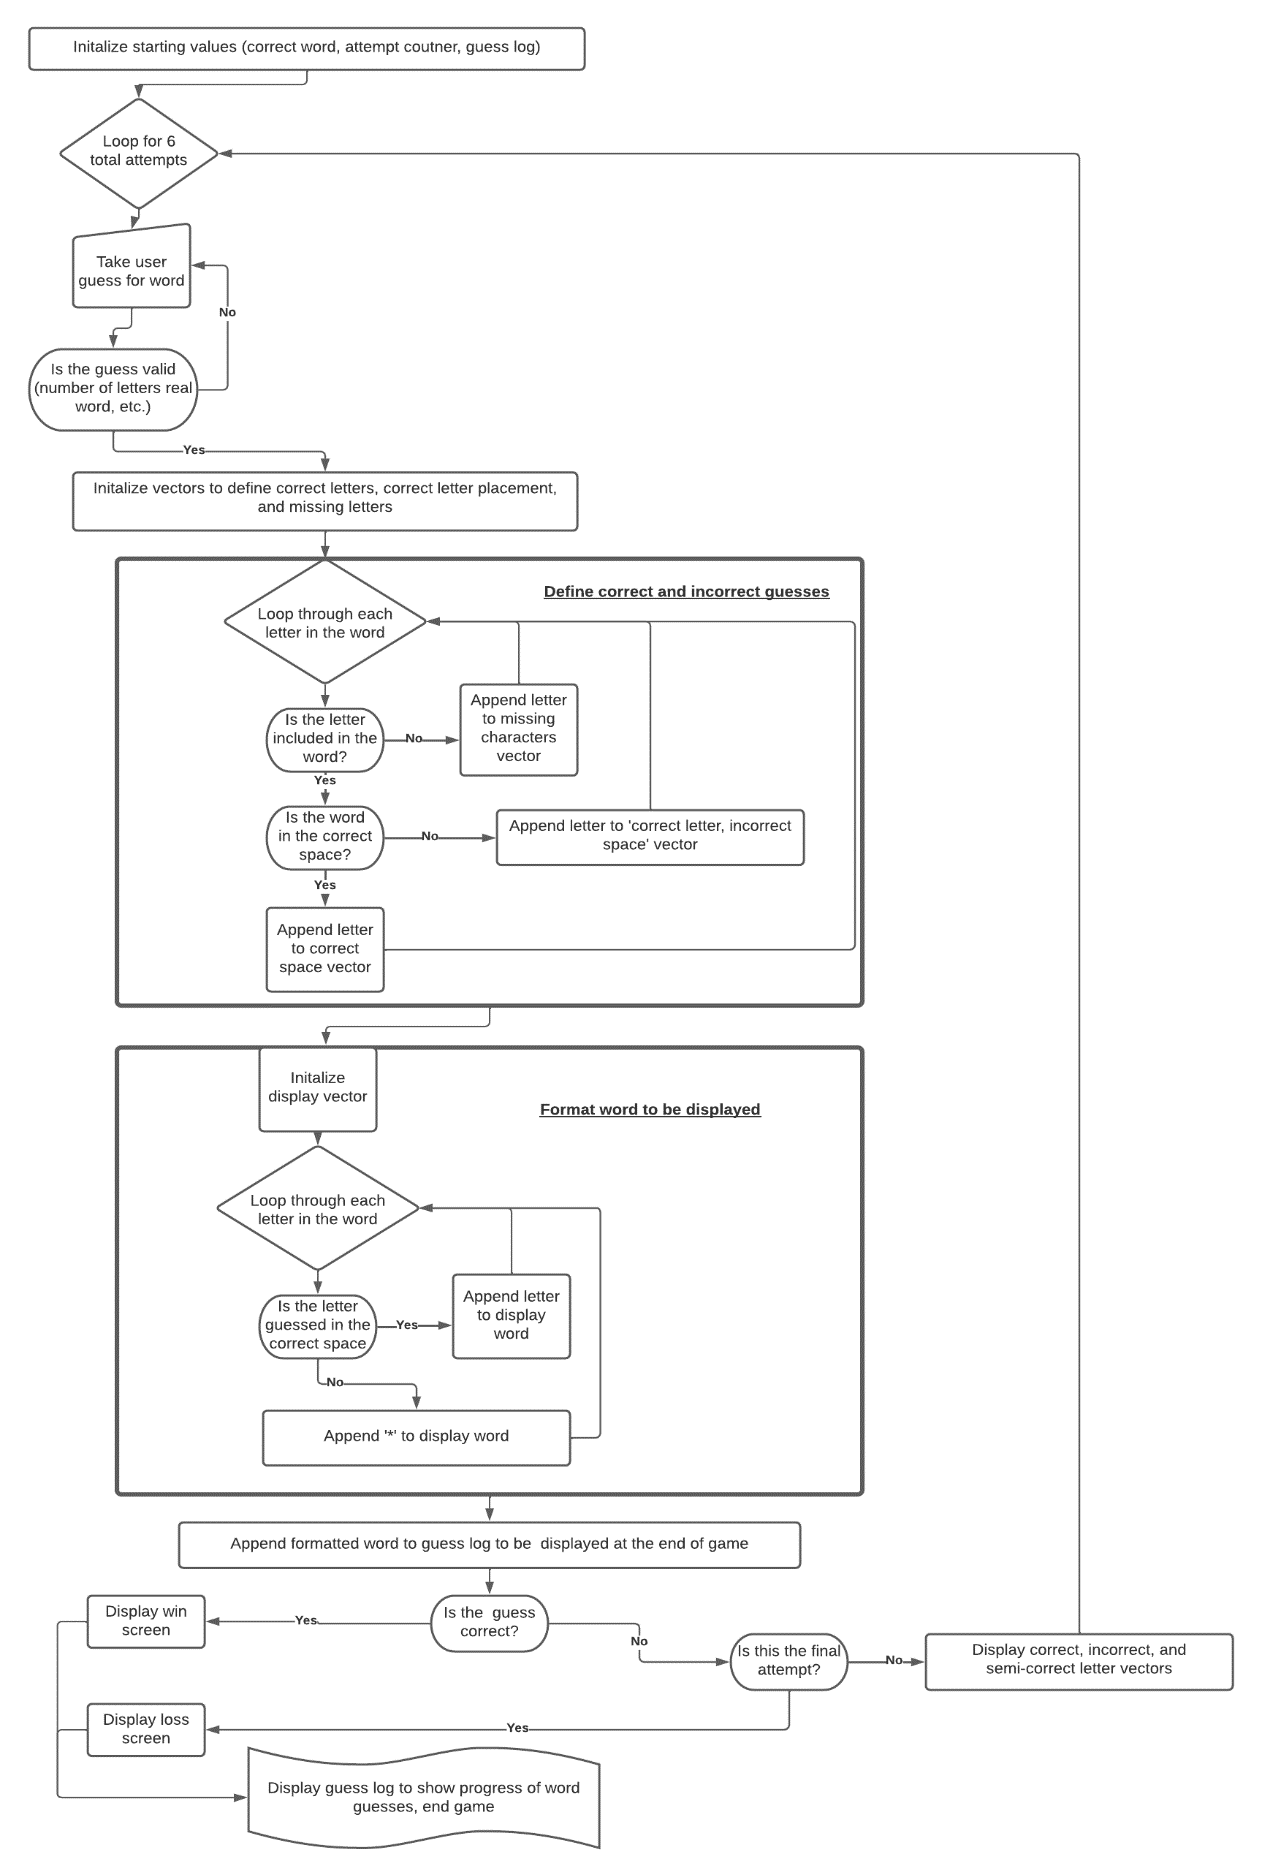 Initalize starting values (correct word, attempt coutner, guess log)
Loop for 6
total attempts
Take user
guess for word
No
Is the guess valid
(number of letters real
word, etc.)
Yes
Initalize vectors to define correct letters, correct letter placement,
and missing letters
Define correct and incorrect guesses
Loop through each
letter in the word
Is the letter
included in the
word?
No
Append letter
to missing
characters
vector
Yes
Is the word
in the correct
space?
No
Append letter to 'correct letter, incorrect
space' vector
Yes
Append letter
to correct
space vector
Initalize
display vector
Format word to be displayed
Loop through each
letter in the word
Is the letter
guessed in the
correct space
Yes
Append letter
to display
word
No
Append '*' to display word
Append formatted word to guess log to be  displayed at the end of game
Is the  guess
correct?
Yes
Display win
screen
No
Is this the final
attempt?
No
Display correct, incorrect, and
semi-correct letter vectors
Yes
Display loss
screen
Display guess log to show progress of word
guesses, end game